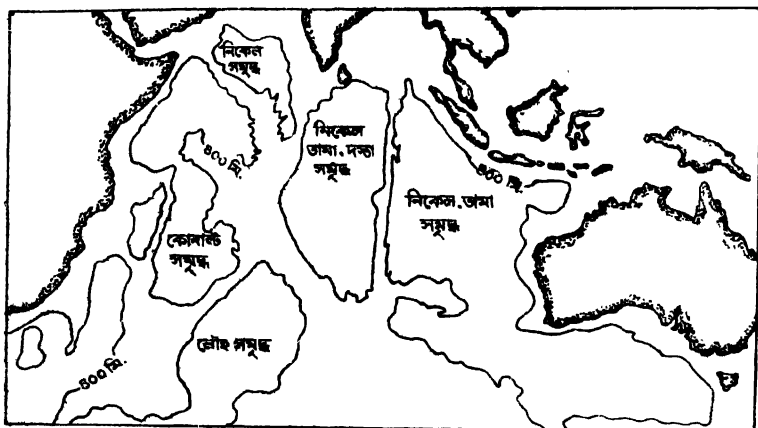 নিকেল
সমৃদ্ধ
নিকেল
তামা. দস্তা
সমৃদ্ধ
৪০০ মি.
৪০০ মি.
নিকেল. তামা
সমৃদ্ধ
কোবাল্ট
সমৃদ্ধ
লৌহ সমৃদ্ধ
৪০০ মি.